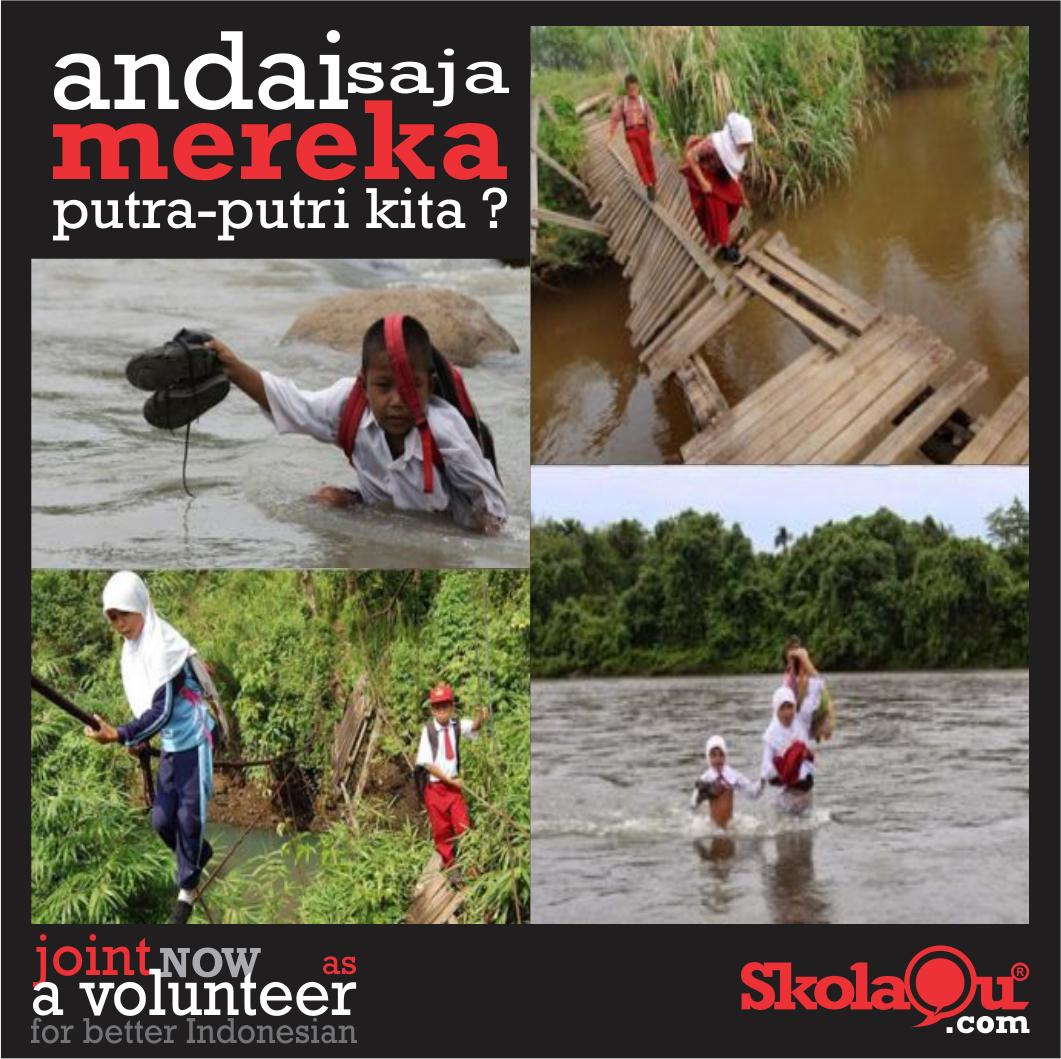 andai saja
mereka
putra-putri kita ?
joint NOW as
a volunteer
for better Indonesian
SkolaQu®
.com